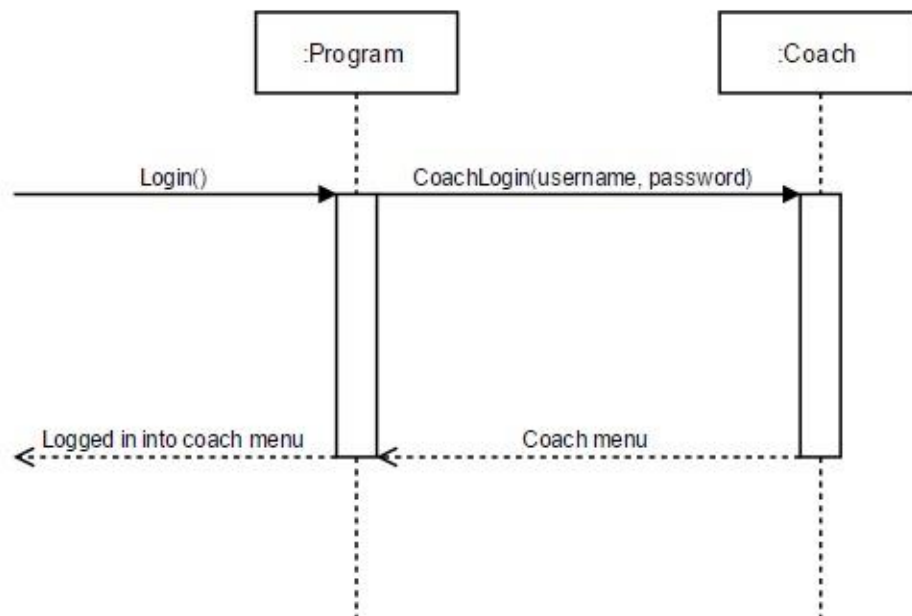 :Program
:Coach
Login()
CoachLogin(username, password)
Logged in into coach menu
Coach menu